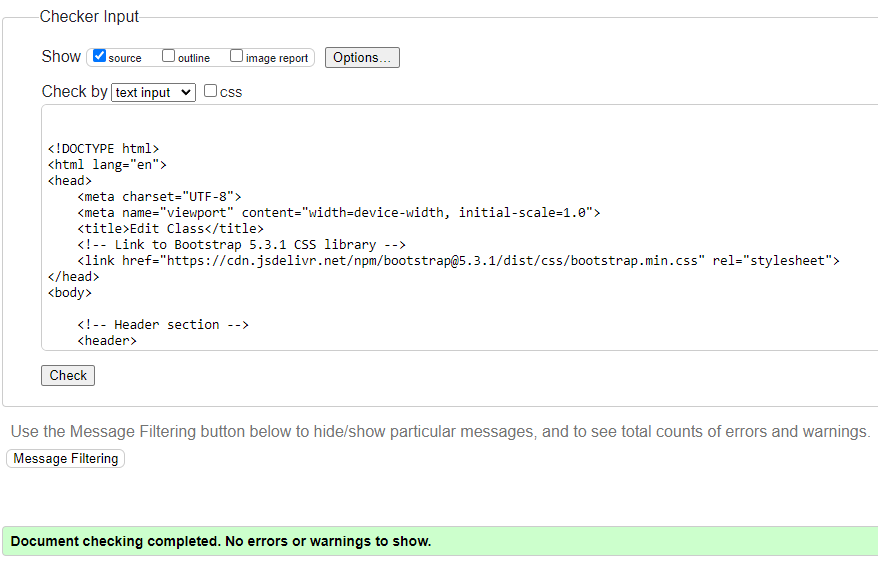 Checker Input
Show source outline image report Options...
Check by text input css
<!DOCTYPE html>
<html lang="en">
<head>
    <meta charset="UTF-8">
    <meta name="viewport" content="width=device-width, initial-scale=1.0">
    <title>Edit Class</title>
    <!-- Link to Bootstrap 5.3.1 CSS library -->
    <link href="https://cdn.jsdelivr.net/npm/bootstrap@5.3.1/dist/css/bootstrap.min.css" rel="stylesheet">
</head>
<body>
    <!-- Header section -->
    <header>
Check
Use the Message Filtering button below to hide/show particular messages, and to see total counts of errors and warnings.
Message Filtering
Document checking completed. No errors or warnings to show.